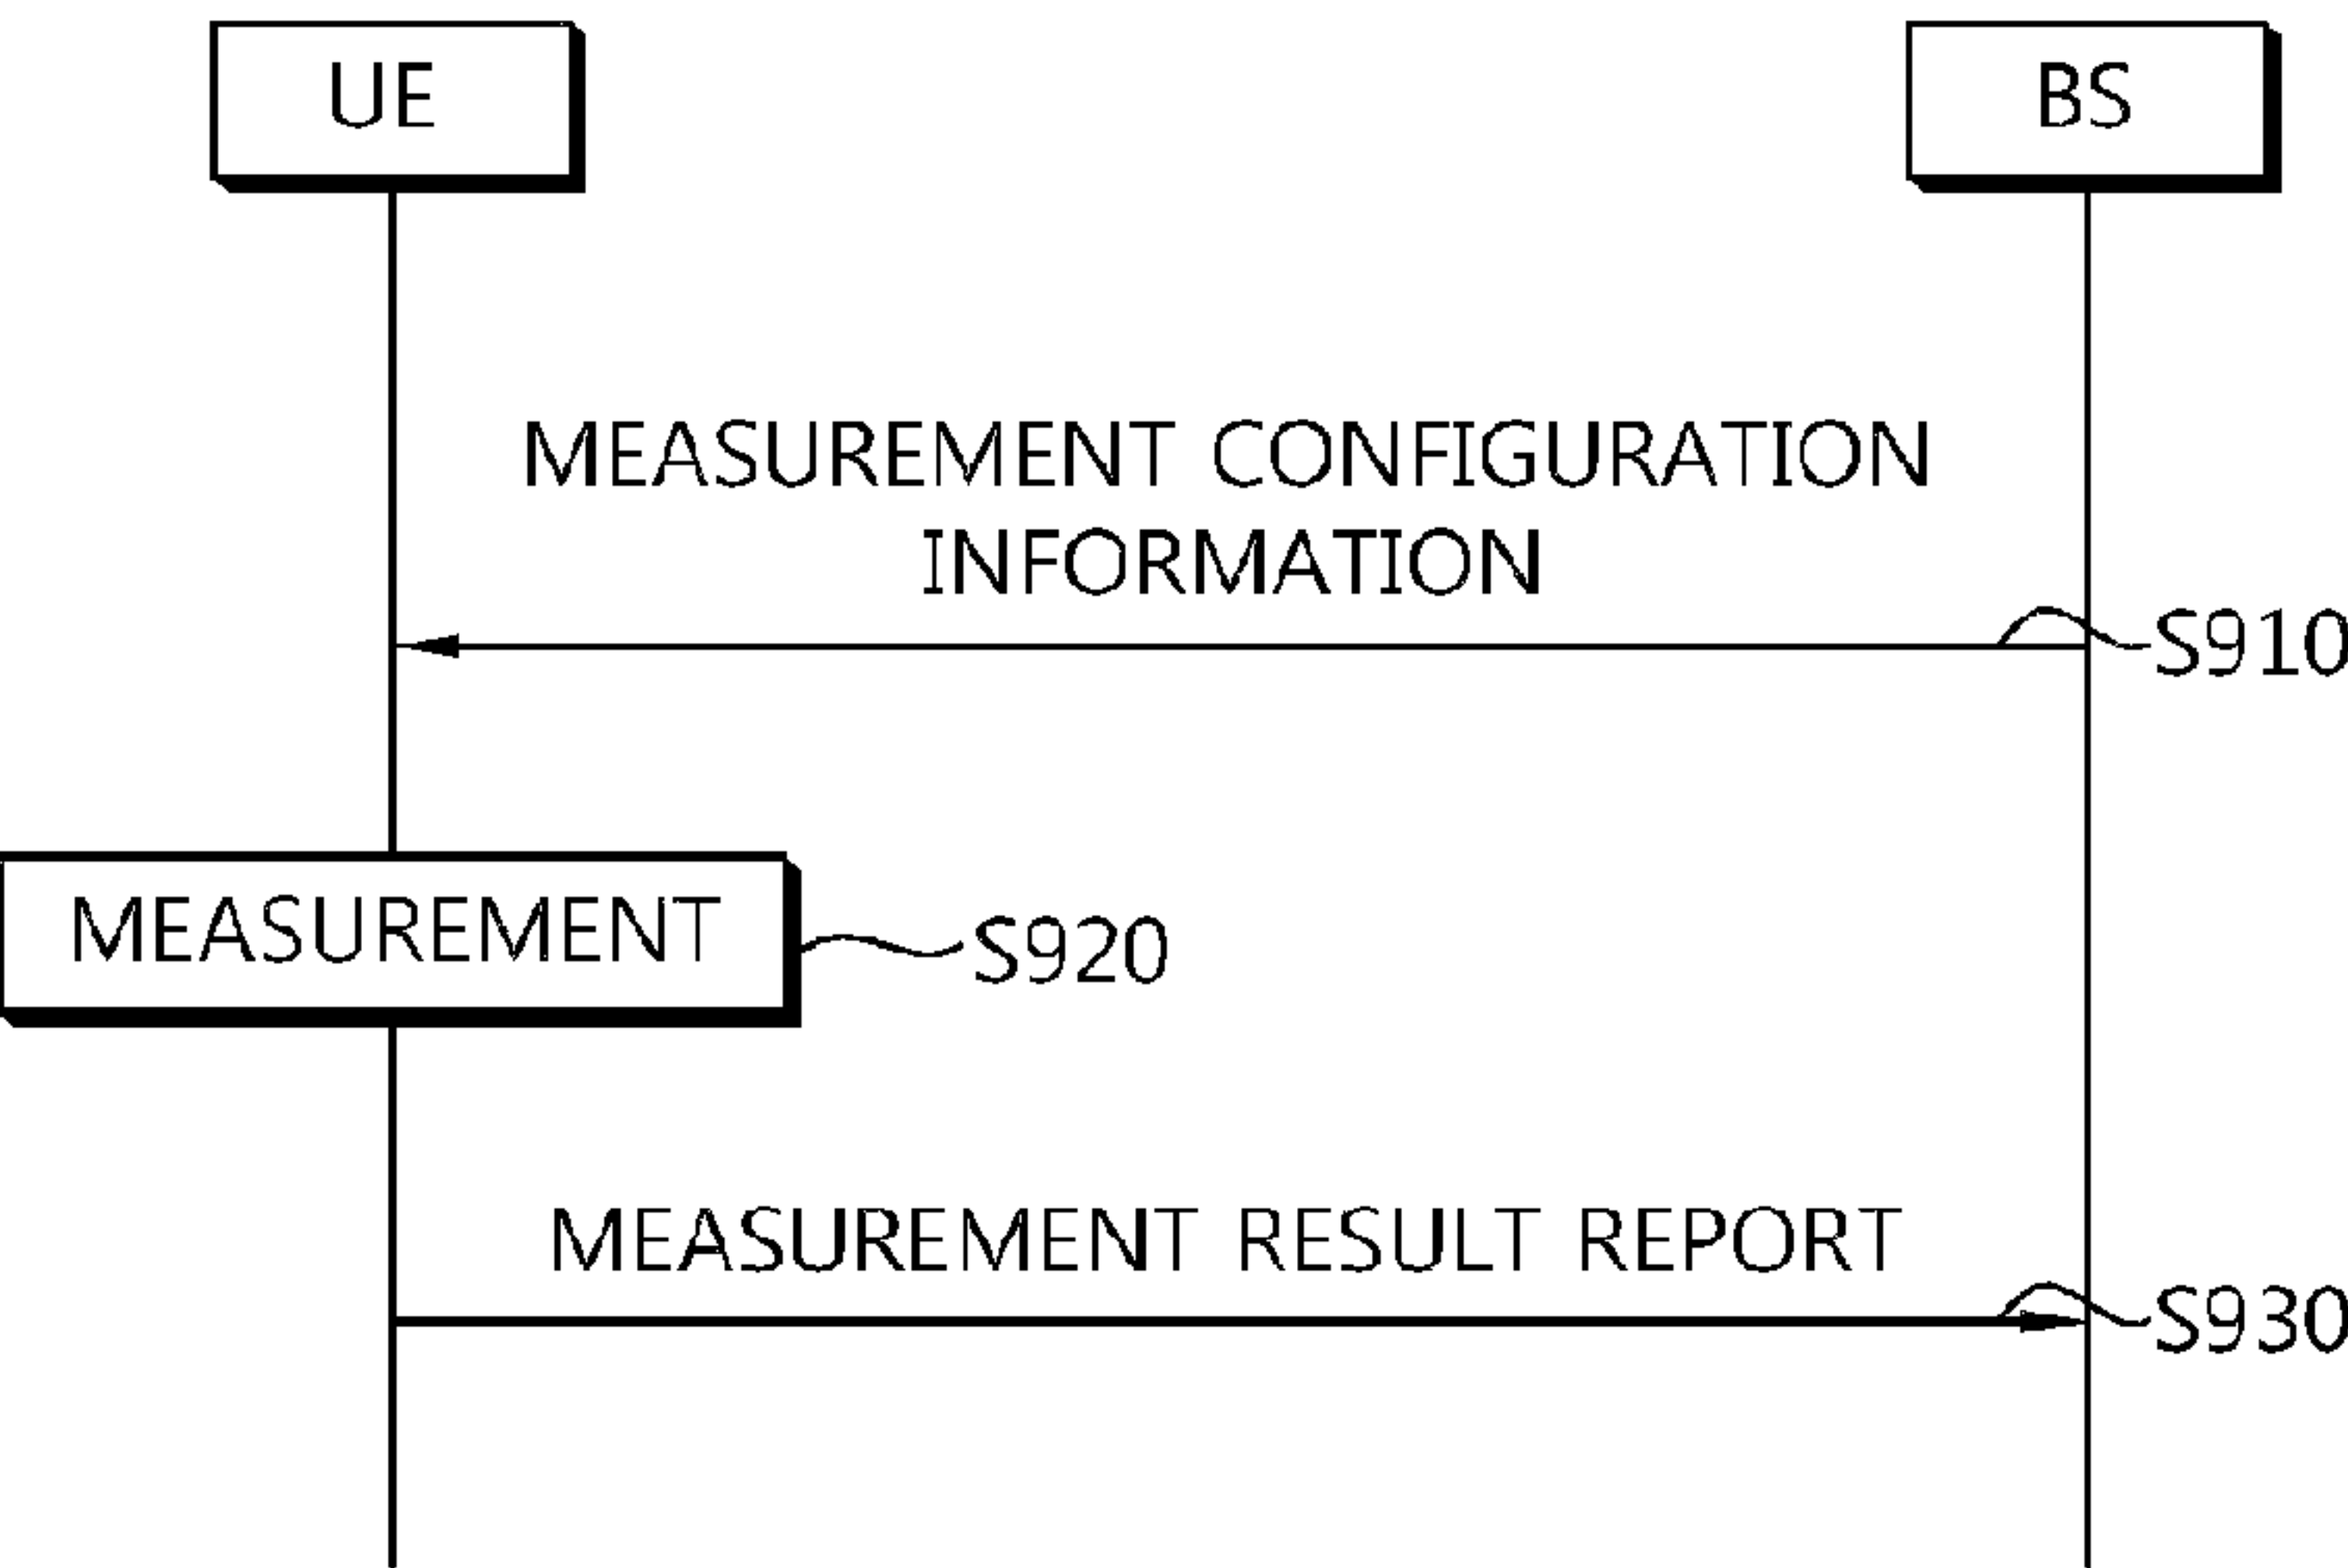 UE
BS
MEASUREMENT CONFIGURATION
INFORMATION
S910
MEASUREMENT
S920
MEASUREMENT RESULT REPORT
S930